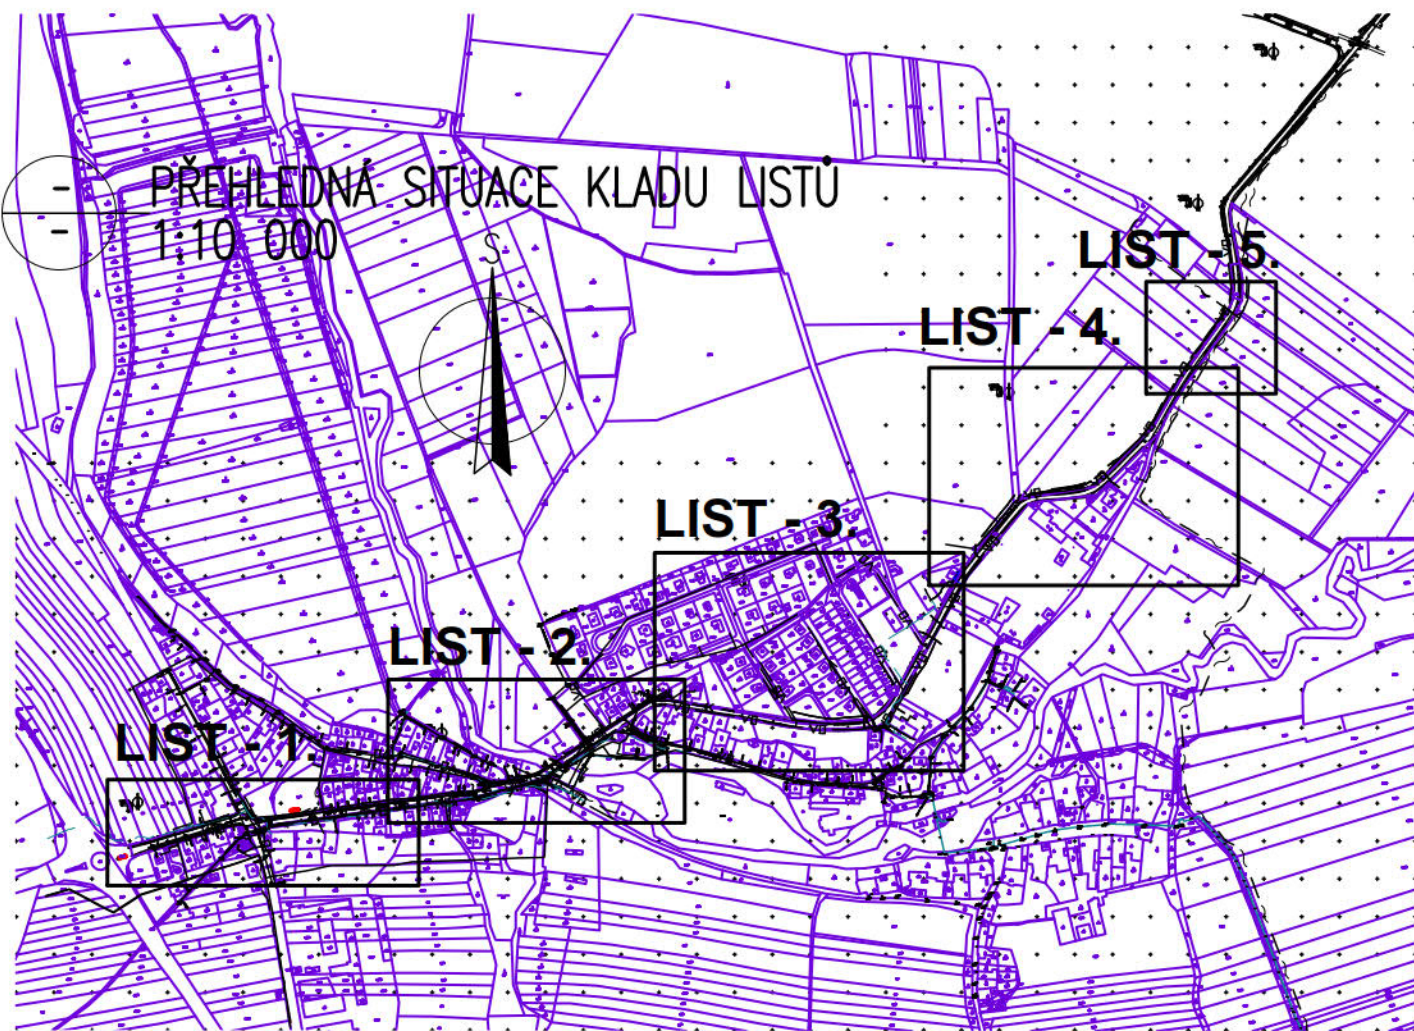 PŘEHLEDNÁ SITUACE KLADU LISTŮ
1:10 000
S
LIST - 5.
LIST - 4.
LIST - 3.
LIST - 2.
LIST - 1.